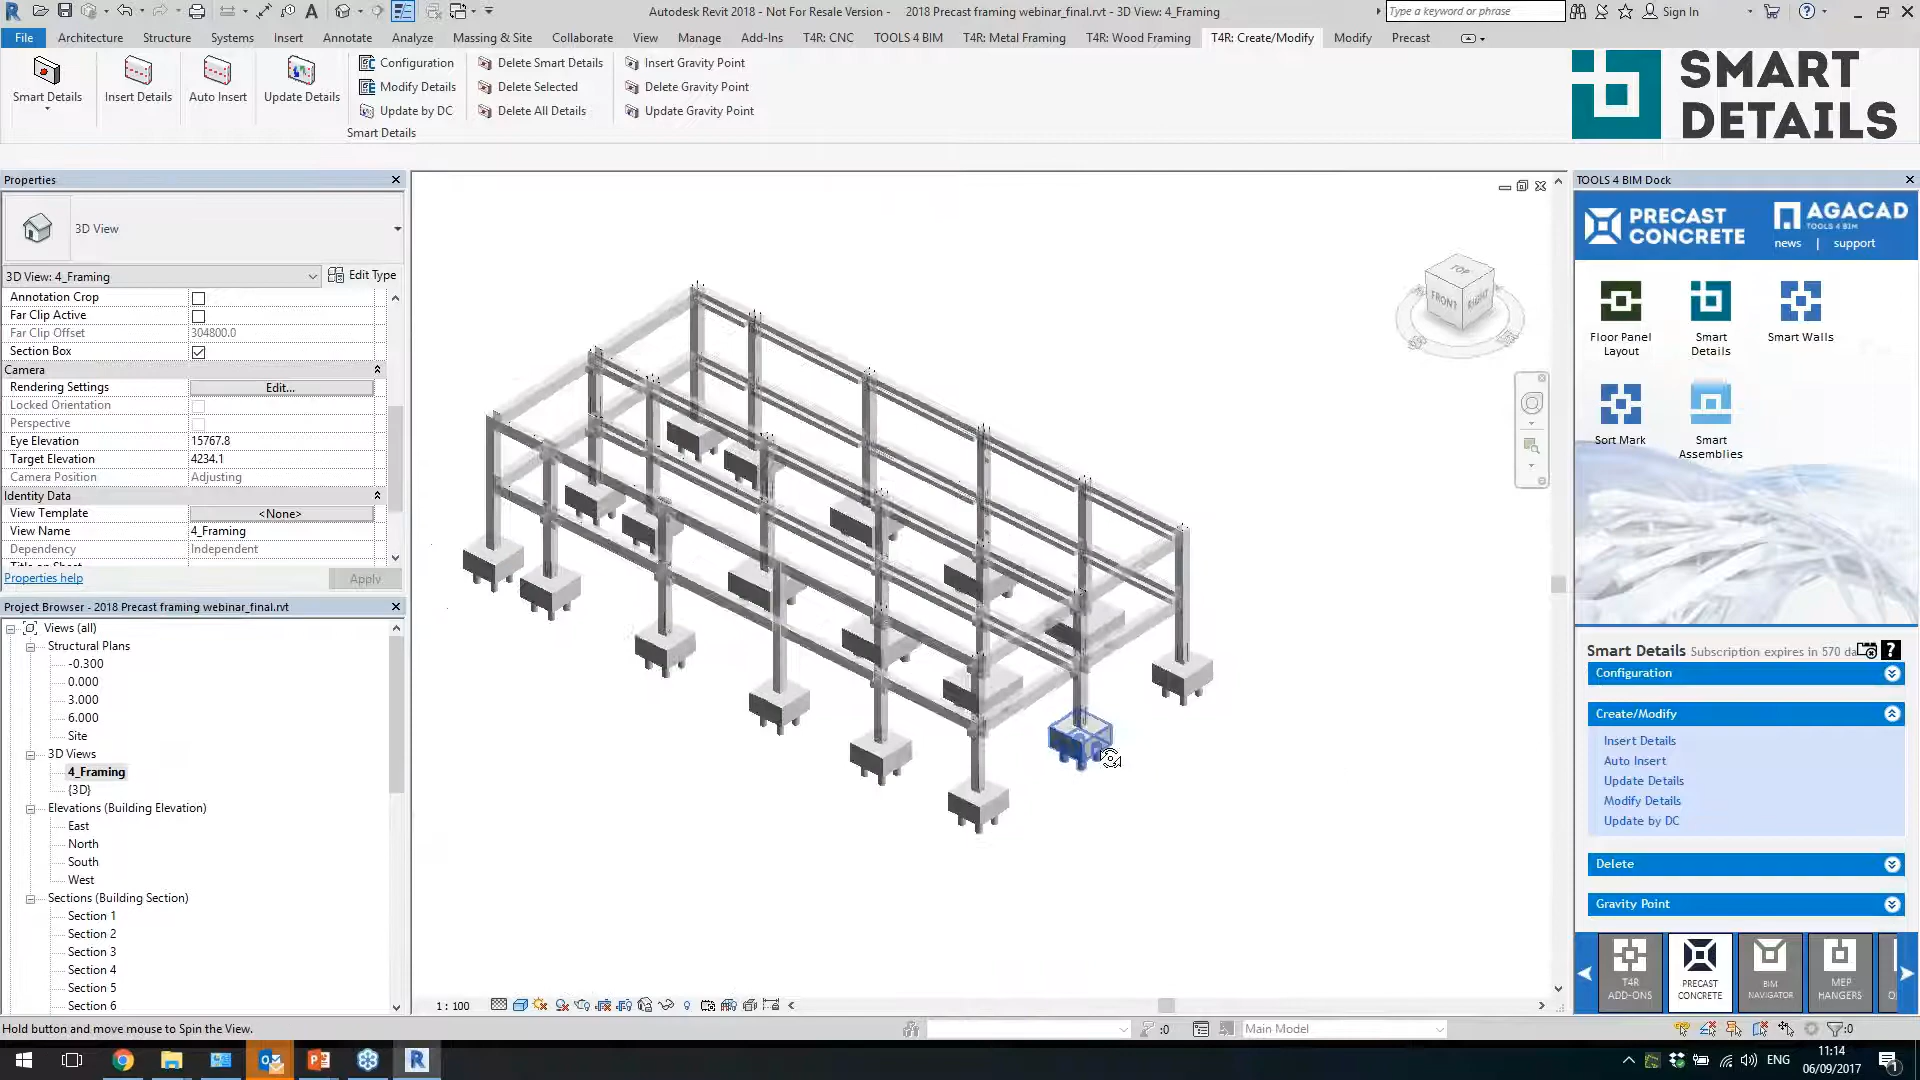 Autodesk Revit 2018 - Not For Resale Version - 2018 Precast framing webinar_final.rvt - 3D View: 4_Framing
Type a keyword or phrase
Sign In
File Architecture Structure Systems Insert Annotate Analyze Massing & Site Collaborate View Manage Add-Ins T4R: CNC TOOLS 4 BIM T4R: Metal Framing T4R: Wood Framing T4R: Create/Modify Modify Precast
Smart Details
Insert Details
Auto Insert
Update Details
Configuration
Modify Details
Update by DC
Delete Smart Details
Delete Selected
Delete All Details
Insert Gravity Point
Delete Gravity Point
Update Gravity Point
Smart Details
SMART
DETAILS
Properties
3D View
3D View: 4_Framing
Edit Type
Annotation Crop
Far Clip Active
Far Clip Offset 304800.0
Section Box
Camera
Rendering Settings Edit...
Locked Orientation
Perspective
Eye Elevation 15767.8
Target Elevation 4234.1
Camera Position Adjusting
Identity Data
View Template <None>
View Name 4_Framing
Dependency Independent
Properties help
Apply
Project Browser - 2018 Precast framing webinar_final.rvt
Views (all)
Structural Plans
-0.300
0.000
3.000
6.000
Site
3D Views
4_Framing
{3D}
Elevations (Building Elevation)
East
North
South
West
Sections (Building Section)
Section 1
Section 2
Section 3
Section 4
Section 5
Section 6
TOP
FRONT
RIGHT
1 : 100
TOOLS 4 BIM Dock
PRECAST
CONCRETE
AGACAD
TOOLS 4 BIM
news | support
Floor Panel
Layout
Smart
Details
Smart Walls
Sort Mark
Smart
Assemblies
Smart Details Subscription expires in 570 da
Configuration
Create/Modify
Insert Details
Auto Insert
Update Details
Modify Details
Update by DC
Delete
Gravity Point
T4R
ADD-ONS
PRECAST
CONCRETE
BIM
NAVIGATOR
MEP
HANGERS
Hold button and move mouse to Spin the View.
:0
Main Model
:0
ENG
11:14
06/09/2017